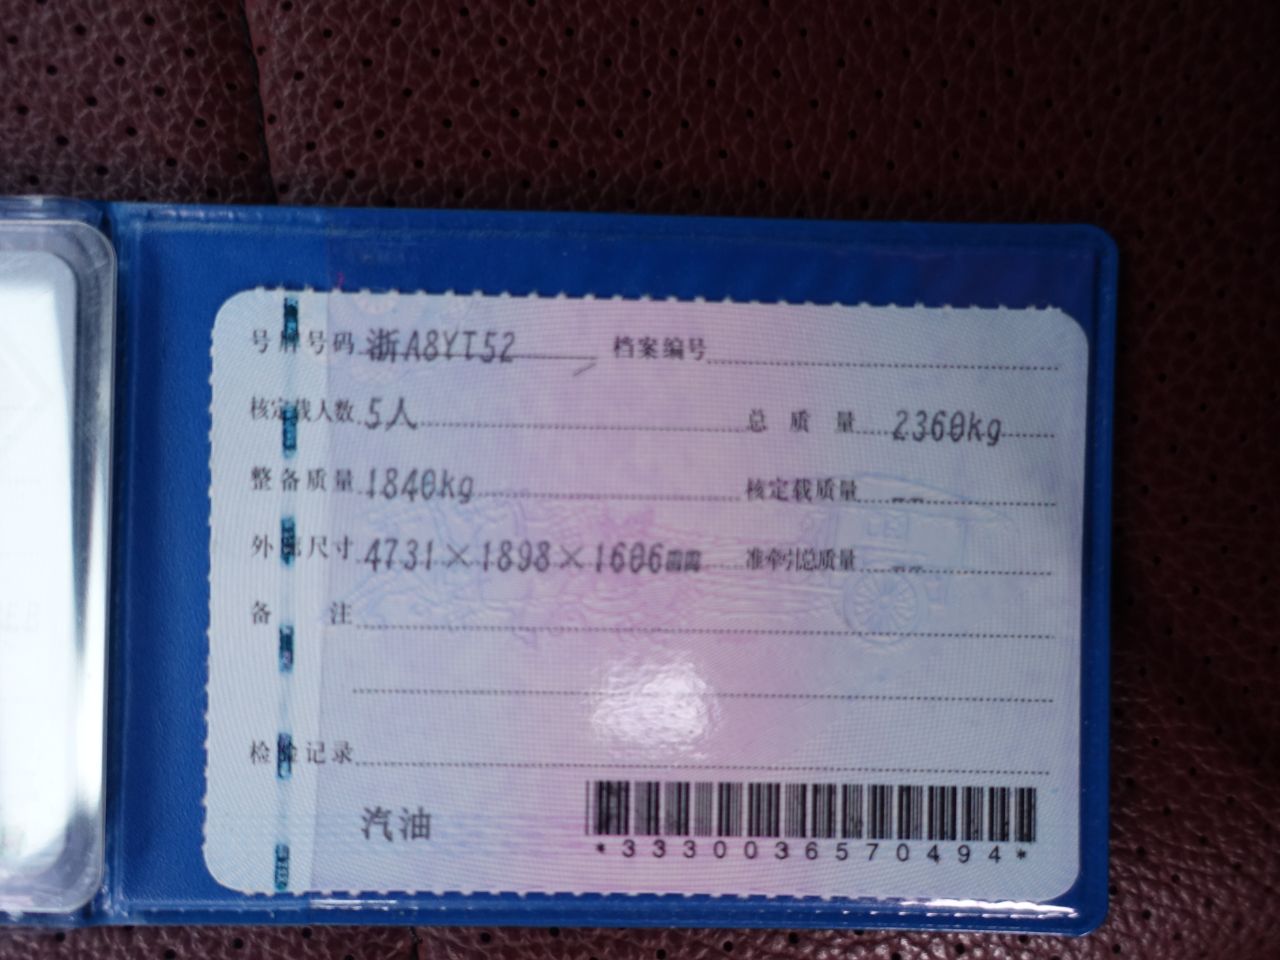 号牌号码 浙A8YT52 档案编号
核定载人数 5人 总质量 2360kg
整备质量 1840kg 核定载质量 --
外廓尺寸 4731×1898×1606㎜ 准牵引总质量 --
备注
检验记录
汽油
*3330036570494*